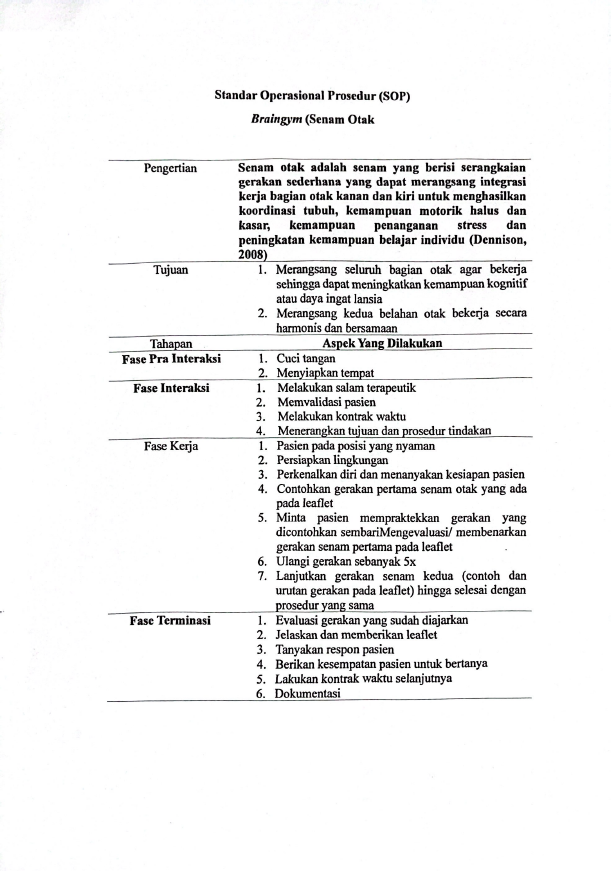 Standar Operasional Prosedur (SOP)
Braingym (Senam Otak
Pengertian
Senam otak adalah senam yang berisi serangkaian
gerakan sederhana yang dapat merangsang integrasi
kerja bagian otak kanan dan kiri untuk menghasilkan
koordinasi tubuh, kemampuan motorik halus dan
kasar, kemampuan penanganan stress dan
peningkatan kemampuan belajar individu (Dennison,
2008)
Tujuan
1. Merangsang seluruh bagian otak agar bekerja
sehingga dapat meningkatkan kemampuan kognitif
atau daya ingat lansia
2. Merangsang kedua belahan otak bekerja secara
harmonis dan bersamaan
Tahapan Aspek Yang Dilakukan
Fase Pra Interaksi
1. Cuci tangan
2. Menyiapkan tempat
Fase Interaksi
1. Melakukan salam terapeutik
2. Memvalidasi pasien
3. Melakukan kontrak waktu
4. Menerangkan tujuan dan prosedur tindakan
Fase Kerja
1. Pasien pada posisi yang nyaman
2. Persiapkan lingkungan
3. Perkenalkan diri dan menanyakan kesiapan pasien
4. Contohkan gerakan pertama senam otak yang ada
pada leaflet
5. Minta pasien mempraktekkan gerakan yang
dicontohkan sembariMengevaluasi/ membenarkan
gerakan senam pertama pada leaflet
6. Ulangi gerakan sebanyak 5x
7. Lanjutkan gerakan senam kedua (contoh dan
urutan gerakan pada leaflet) hingga selesai dengan
prosedur yang sama
Fase Terminasi
1. Evaluasi gerakan yang sudah diajarkan
2. Jelaskan dan memberikan leaflet
3. Tanyakan respon pasien
4. Berikan kesempatan pasien untuk bertanya
5. Lakukan kontrak waktu selanjutnya
6. Dokumentasi